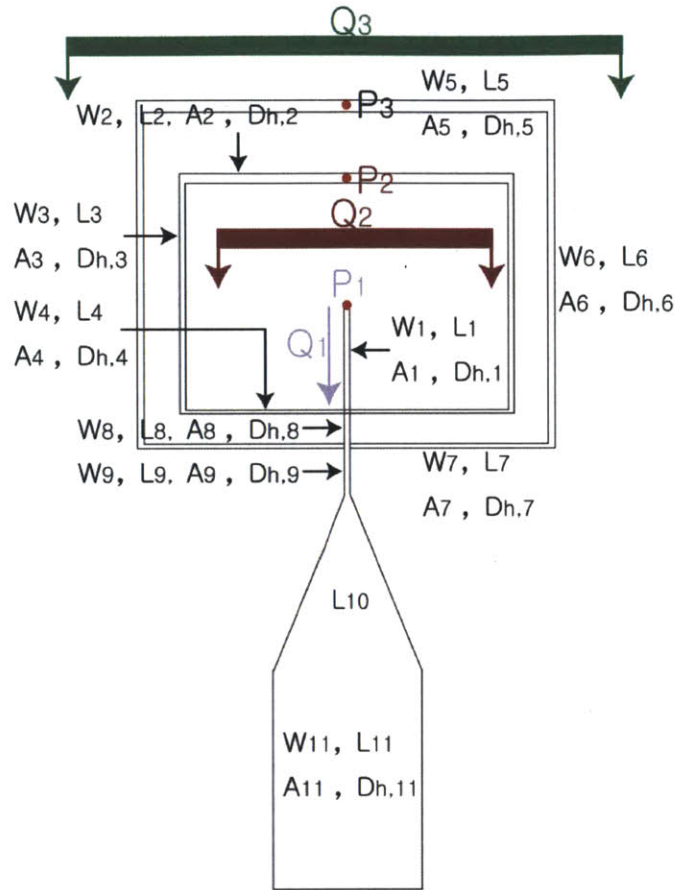 Q3
W5, L5
W2, L2, A2 , Dh,2
P3
A5 , Dh,5
P2
W3, L3
Q2
A3 , Dh,3
W6, L6
P1
A6 , Dh,6
W4, L4
Q1
W1, L1
A4 , Dh,4
A1 , Dh,1
W8, L8, A8 , Dh,8
W9, L9, A9 , Dh,9
W7, L7
A7 , Dh,7
L10
W11, L11
A11 , Dh,11